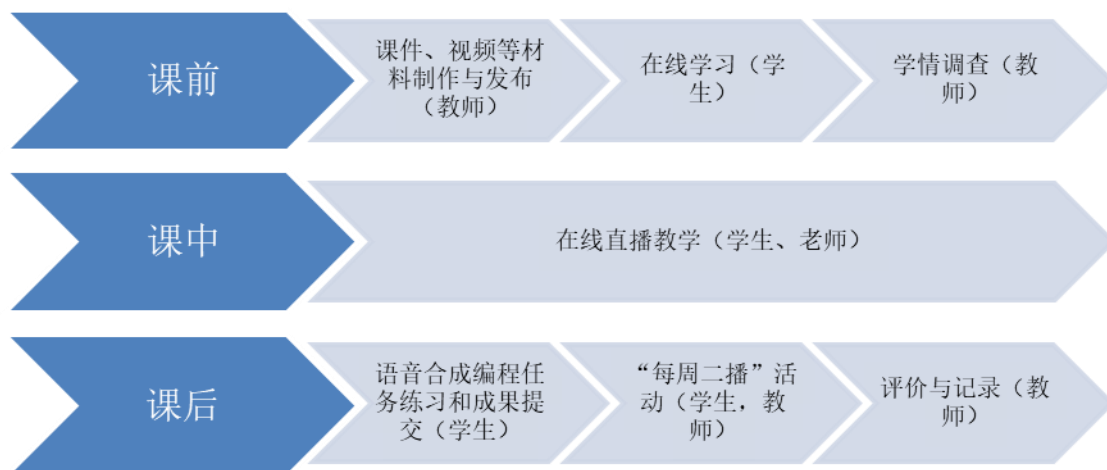 课前
课件、视频等材
料制作与发布
（教师）
在线学习（学
生）
学情调查（教
师）
课中
在线直播教学（学生、老师）
课后
语音合成编程任
务练习和成果提
交（学生）
“每周二播”活
动（学生，教
师）
评价与记录（教
师）